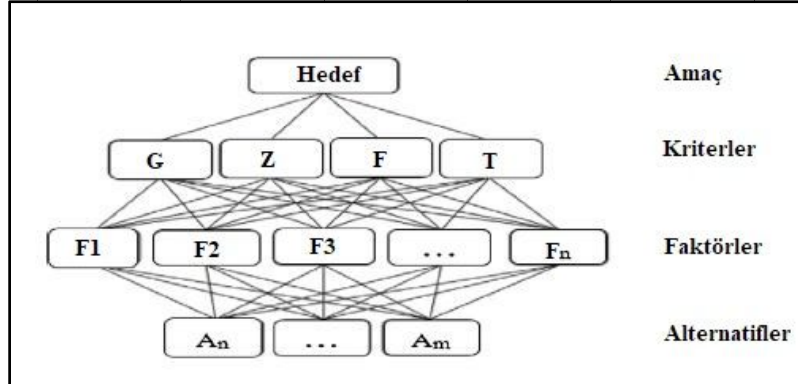 Hedef Amaç
G Z F T Kriterler
F1 F2 F3 ... Fn Faktörler
An ... Am Alternatifler